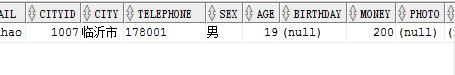 AIL CITYID CITY TELEPHONE SEX AGE BIRTHDAY MONEY PHOTO
hao 1007 临沂市 178001 男 19 (null) 200 (null) (